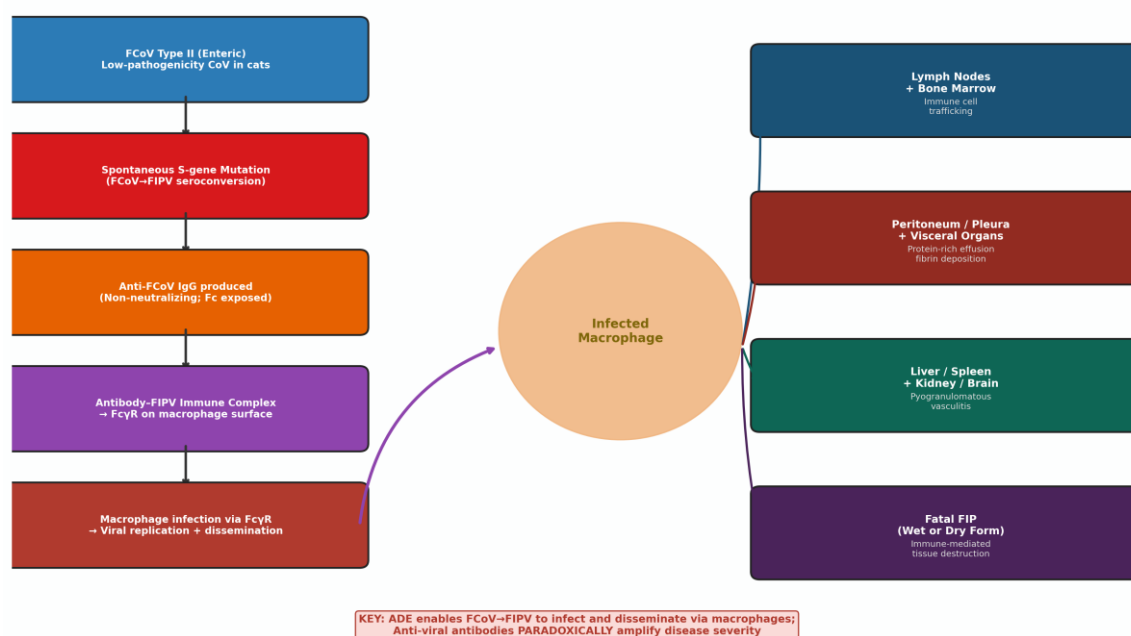 FCoV Type II (Enteric)
Low-pathogenicity CoV in cats
Spontaneous S-gene Mutation
(FCoV→FIPV seroconversion)
Anti-FCoV IgG produced
(Non-neutralizing; Fc exposed)
Antibody-FIPV Immune Complex
→ FcγR on macrophage surface
Macrophage infection via FcγR
→ Viral replication + dissemination
Infected
Macrophage
Lymph Nodes
+ Bone Marrow
Immune cell
trafficking
Peritoneum / Pleura
+ Visceral Organs
Protein-rich effusion
fibrin deposition
Liver / Spleen
+ Kidney / Brain
Pyogranulomatous
vasculitis
Fatal FIP
(Wet or Dry Form)
Immune-mediated
tissue destruction
KEY: ADE enables FCoV→FIPV to infect and disseminate via macrophages;
Anti-viral antibodies PARADOXICALLY amplify disease severity